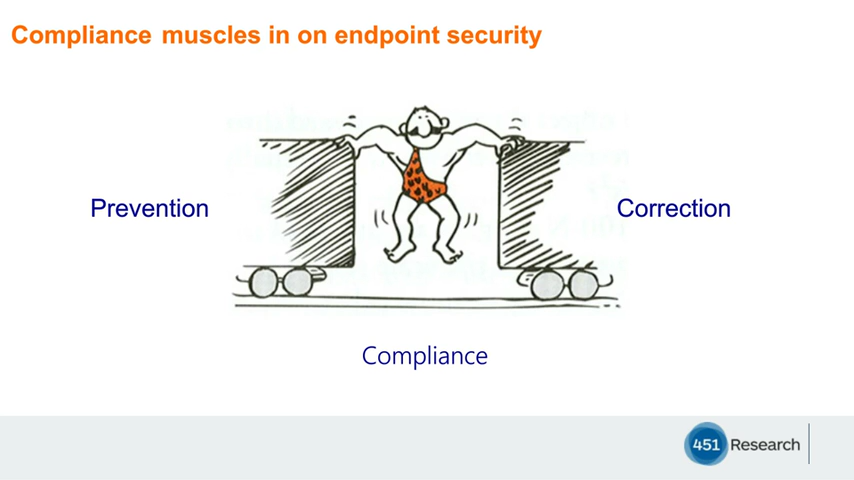 Compliance muscles in on endpoint security
Prevention
Correction
Compliance
451 Research